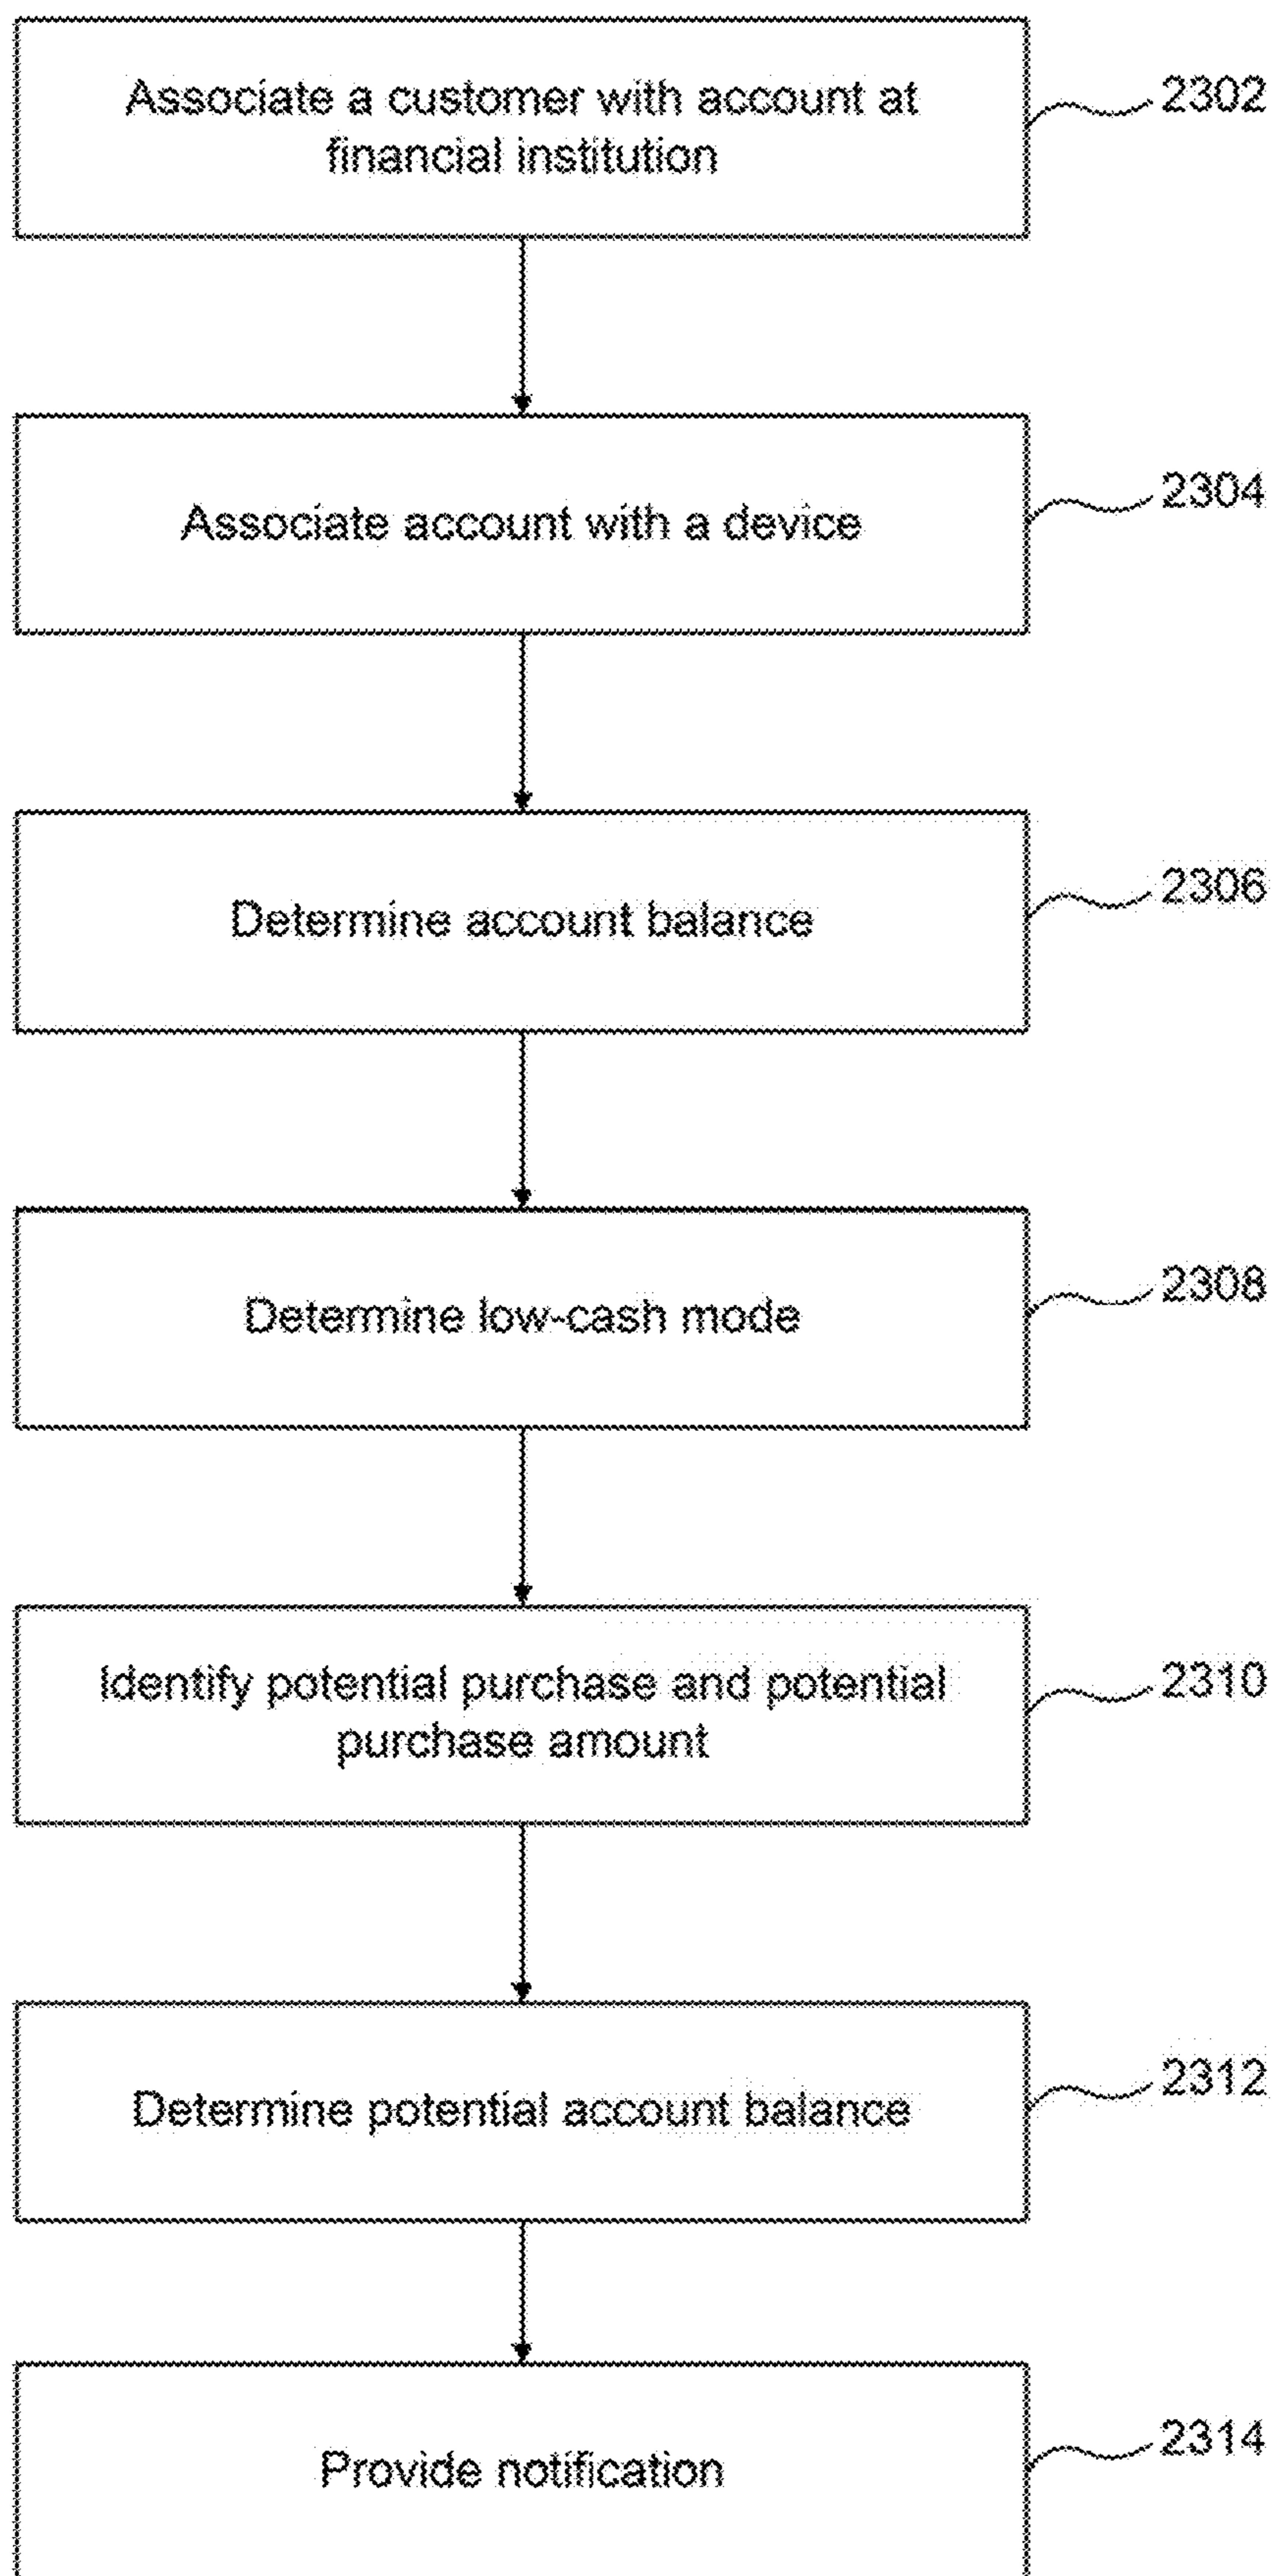 Associate a customer with account at
financial institution
2302
Associate account with a device
2304
Determine account balance
2306
Determine low-cash mode
2308
Identify potential purchase and potential
purchase amount
2310
Determine potential account balance
2312
Provide notification
2314